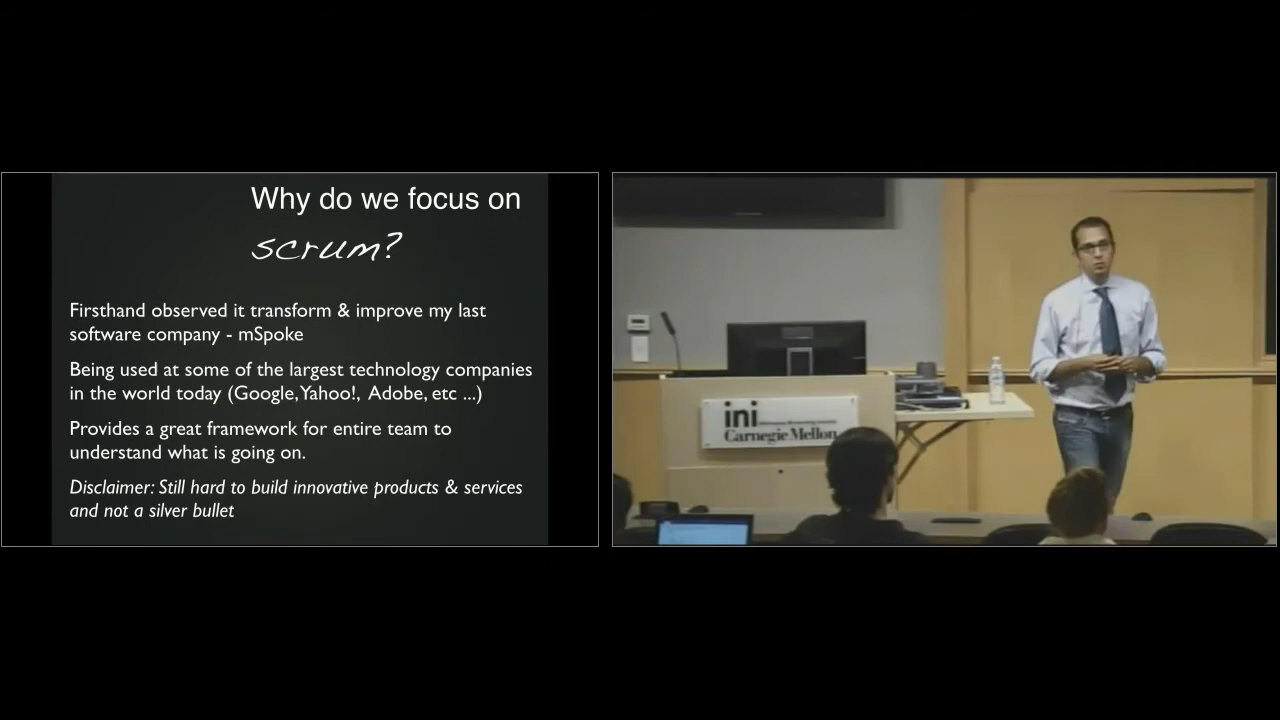 Why do we focus on
scrum?
Firsthand observed it transform & improve my last
software company - mSpoke
Being used at some of the largest technology companies
in the world today (Google, Yahoo!, Adobe, etc ...)
Provides a great framework for entire team to
understand what is going on.
Disclaimer: Still hard to build innovative products & services
and not a silver bullet
ini
Carnegie Mellon